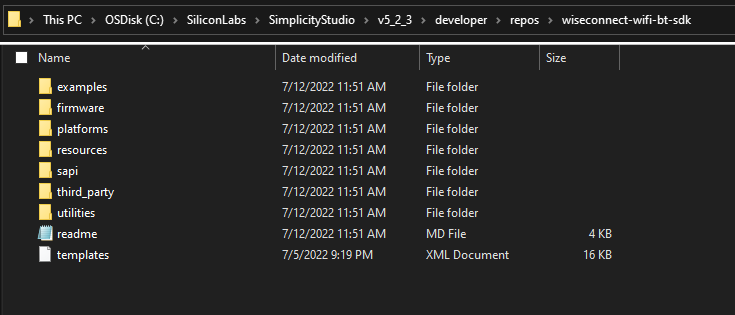 This PC > OSDisk (C:) > SiliconLabs > SimplicityStudio > v5_2_3 > developer > repos > wiseconnect-wifi-bt-sdk
Name Date modified Type Size
examples 7/12/2022 11:51 AM File folder
firmware 7/12/2022 11:51 AM File folder
platforms 7/12/2022 11:51 AM File folder
resources 7/12/2022 11:51 AM File folder
sapi 7/12/2022 11:51 AM File folder
third_party 7/12/2022 11:51 AM File folder
utilities 7/12/2022 11:51 AM File folder
readme 7/12/2022 11:51 AM MD File 4 KB
templates 7/5/2022 9:19 PM XML Document 16 KB